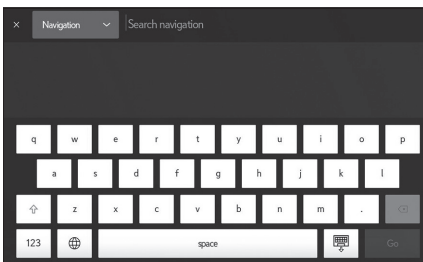 × Navigation Search navigation
q w e r t y u i o p
a s d f g h j k l
z x c v b n m .
123 space Go